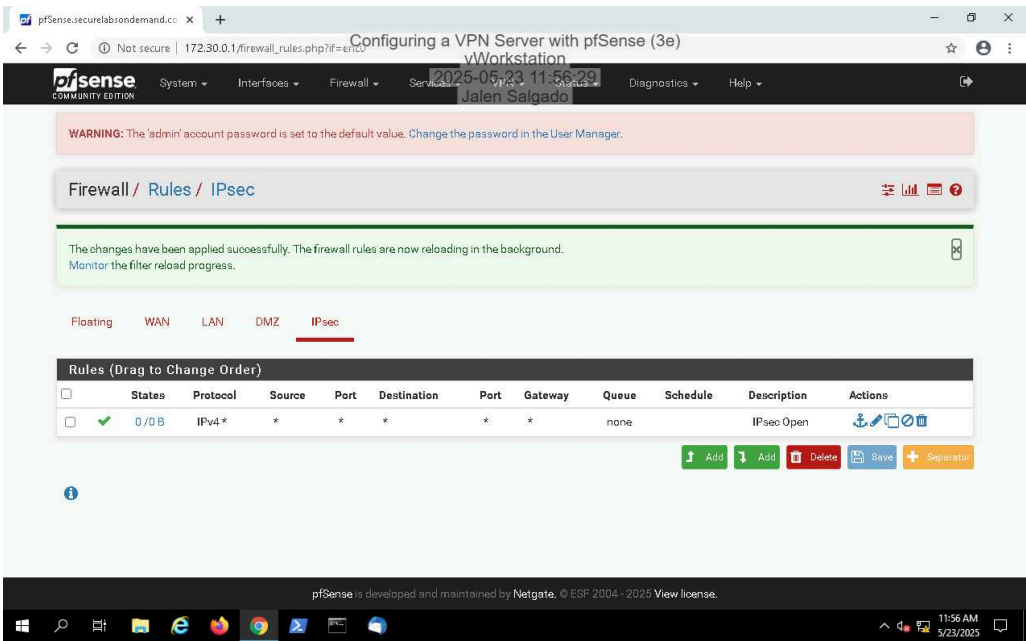 pfSense.securelabsondemand.co
Not secure | 172.30.0.1/firewall_rules.php?if=enc0
Configuring a VPN Server with pfSense (3e)
vWorkstation
2025-05-23 11:56:29
Jalen Salgado
pfsense
COMMUNITY EDITION
System Interfaces Firewall Services VPN Status Diagnostics Help
WARNING: The 'admin' account password is set to the default value. Change the password in the User Manager.
Firewall / Rules / IPsec
The changes have been applied successfully. The firewall rules are now reloading in the background.
Monitor the filter reload progress.
Floating WAN LAN DMZ IPsec
Rules (Drag to Change Order)
States Protocol Source Port Destination Port Gateway Queue Schedule Description Actions
0/0 B IPv4 * * * * * * none IPsec Open
Add Add Delete Save Separator
pfSense is developed and maintained by Netgate. © ESF 2004 - 2025 View license.
11:56 AM
5/23/2025